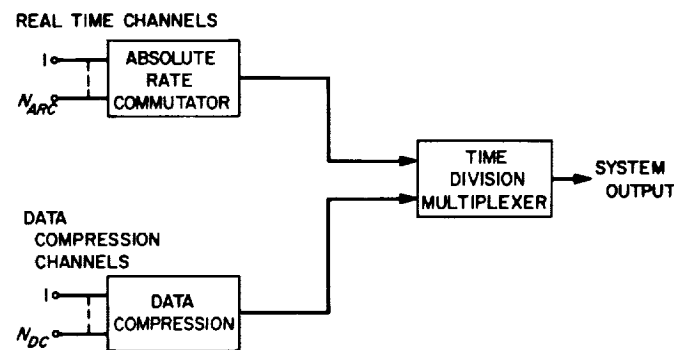 REAL TIME CHANNELS
1
N_ARC
ABSOLUTE
RATE
COMMUTATOR
TIME
DIVISION
MULTIPLEXER
SYSTEM
OUTPUT
DATA
COMPRESSION
CHANNELS
1
N_DC
DATA
COMPRESSION